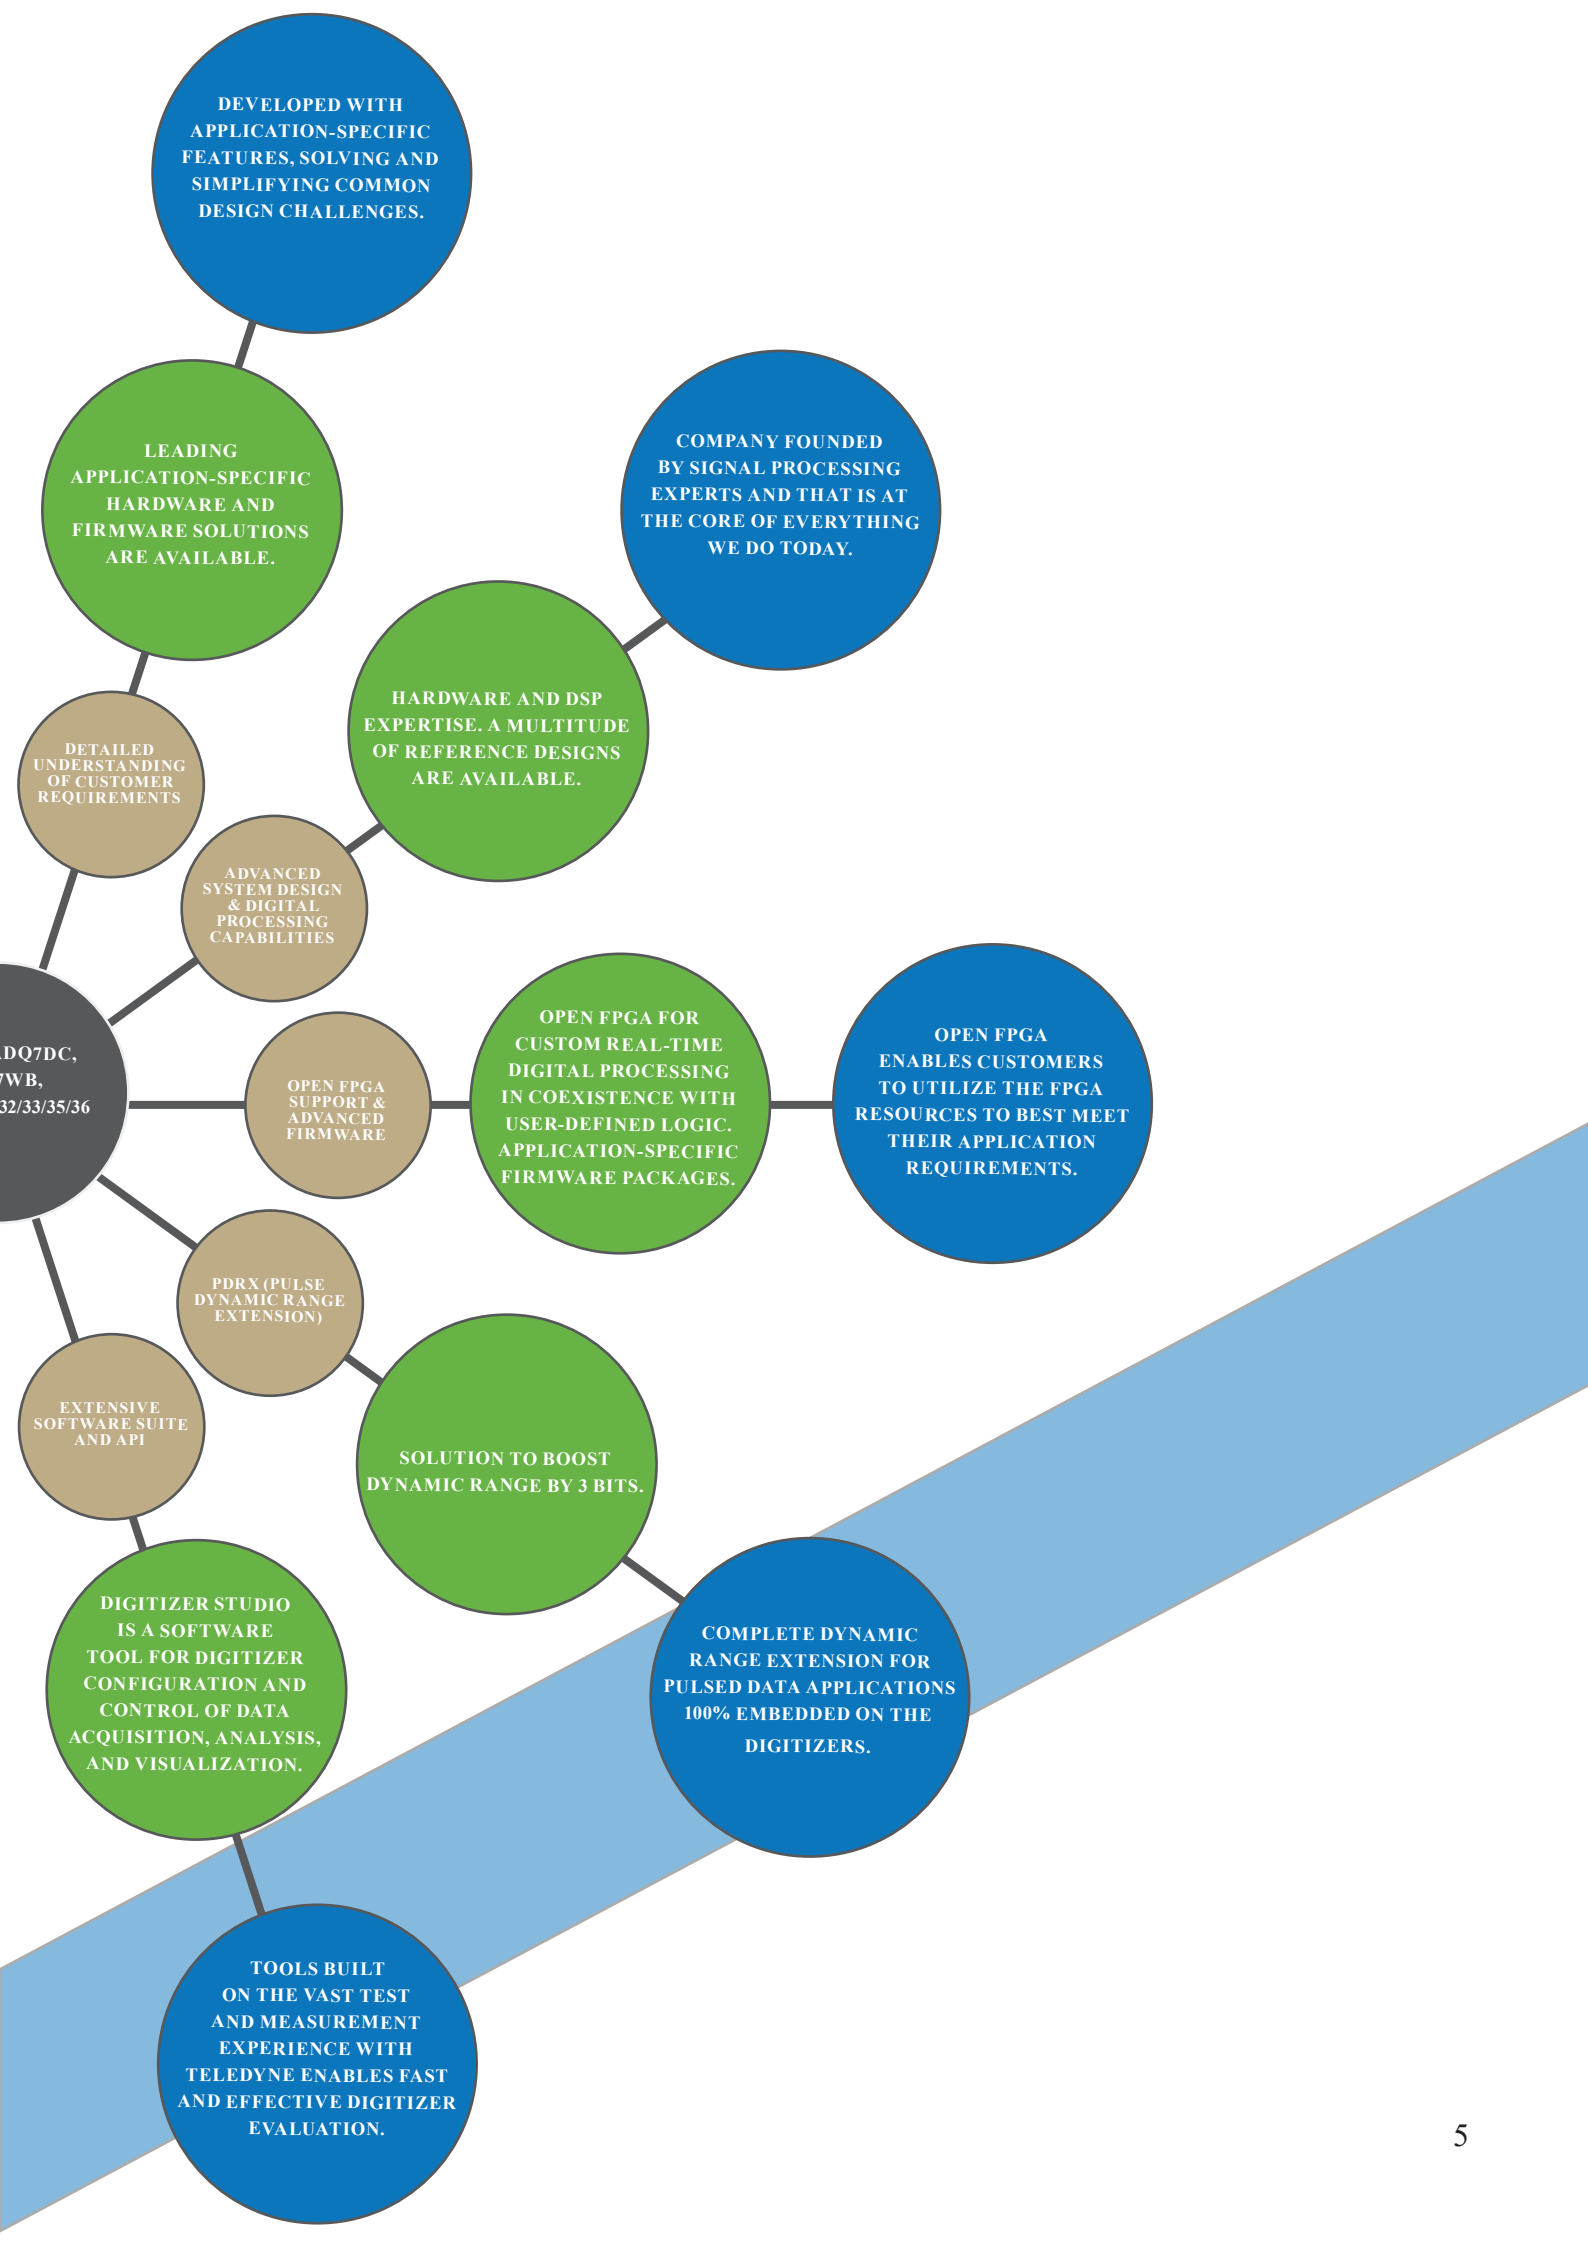 DEVELOPED WITH
APPLICATION-SPECIFIC
FEATURES, SOLVING AND
SIMPLIFYING COMMON
DESIGN CHALLENGES.
LEADING
APPLICATION-SPECIFIC
HARDWARE AND
FIRMWARE SOLUTIONS
ARE AVAILABLE.
DETAILED
UNDERSTANDING
OF CUSTOMER
REQUIREMENTS
COMPANY FOUNDED
BY SIGNAL PROCESSING
EXPERTS AND THAT IS AT
THE CORE OF EVERYTHING
WE DO TODAY.
HARDWARE AND DSP
EXPERTISE. A MULTITUDE
OF REFERENCE DESIGNS
ARE AVAILABLE.
ADVANCED
SYSTEM DESIGN
& DIGITAL
PROCESSING
CAPABILITIES
ADQ7DC,
7WB,
32/33/35/36
OPEN FPGA
SUPPORT &
ADVANCED
FIRMWARE
OPEN FPGA FOR
CUSTOM REAL-TIME
DIGITAL PROCESSING
IN COEXISTENCE WITH
USER-DEFINED LOGIC.
APPLICATION-SPECIFIC
FIRMWARE PACKAGES.
OPEN FPGA
ENABLES CUSTOMERS
TO UTILIZE THE FPGA
RESOURCES TO BEST MEET
THEIR APPLICATION
REQUIREMENTS.
PDRX (PULSE
DYNAMIC RANGE
EXTENSION)
SOLUTION TO BOOST
DYNAMIC RANGE BY 3 BITS.
COMPLETE DYNAMIC
RANGE EXTENSION FOR
PULSED DATA APPLICATIONS
100% EMBEDDED ON THE
DIGITIZERS.
EXTENSIVE
SOFTWARE SUITE
AND API
DIGITIZER STUDIO
IS A SOFTWARE
TOOL FOR DIGITIZER
CONFIGURATION AND
CONTROL OF DATA
ACQUISITION, ANALYSIS,
AND VISUALIZATION.
TOOLS BUILT
ON THE VAST TEST
AND MEASUREMENT
EXPERIENCE WITH
TELEDYNE ENABLES FAST
AND EFFECTIVE DIGITIZER
EVALUATION.
5